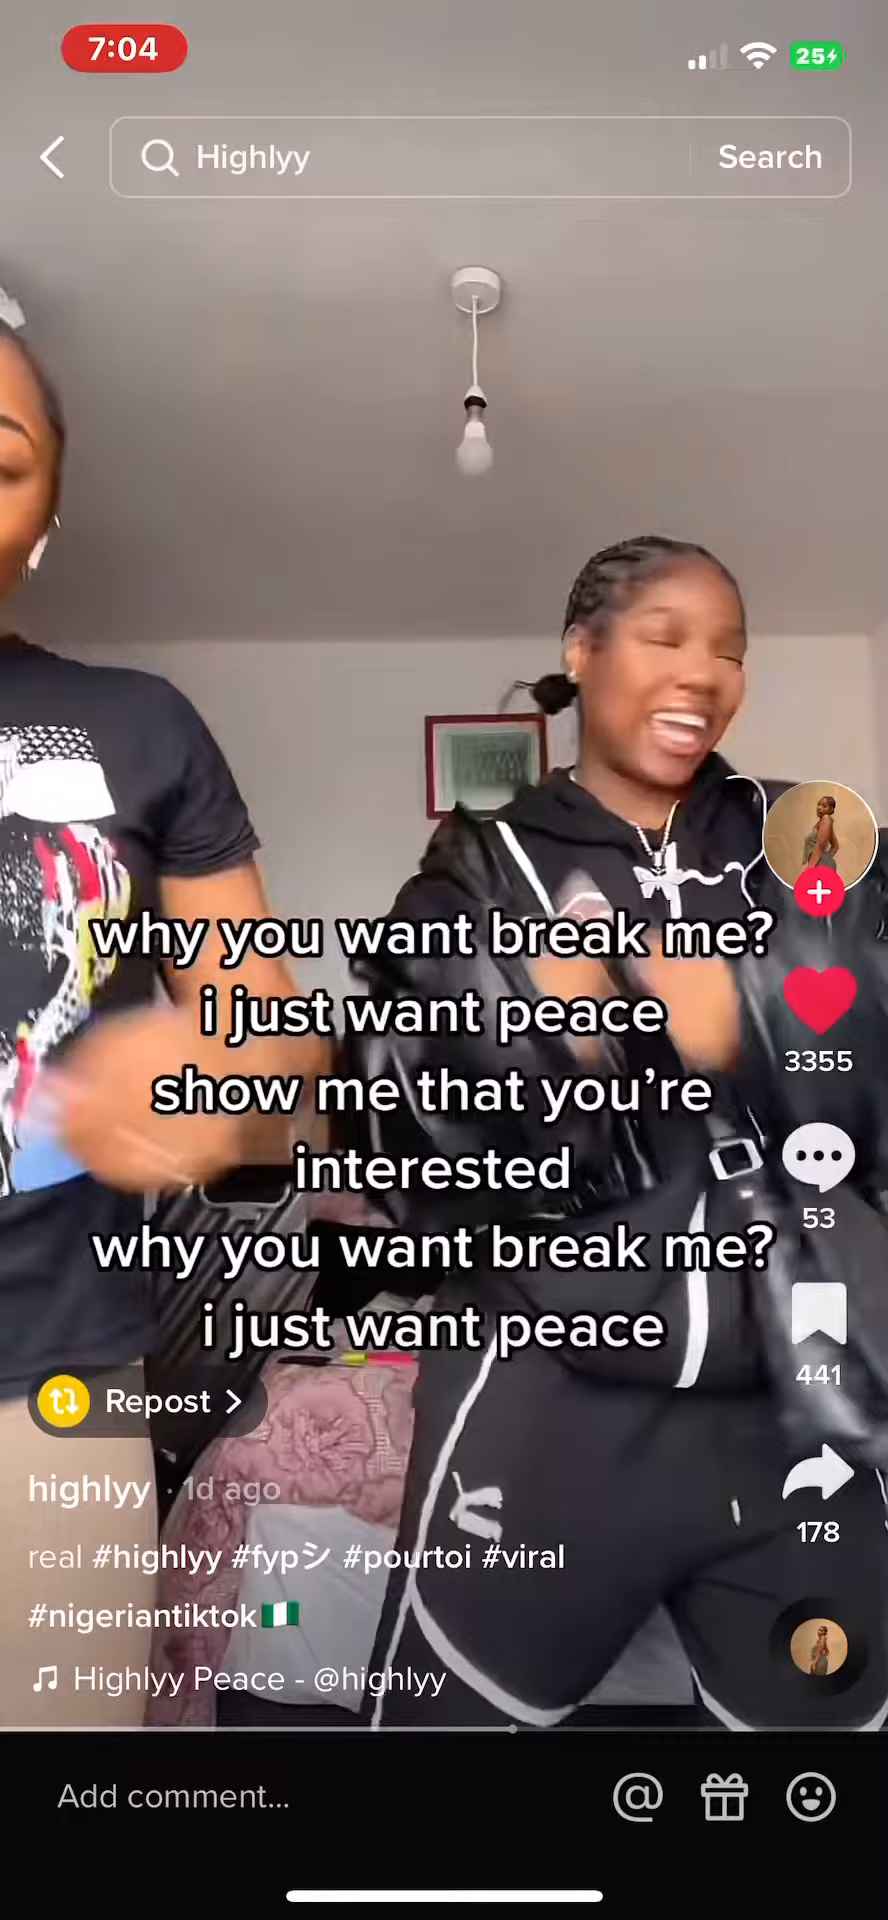 7:04
25
Highlyy
Search
why you want break me?
i just want peace
show me that you’re
interested
why you want break me?
i just want peace
3355
53
441
178
Repost
highlyy · 1d ago
real #highlyy #fypシ #pourtoi #viral
#nigeriantiktok🇳🇬
Highlyy Peace - @highlyy
Add comment...